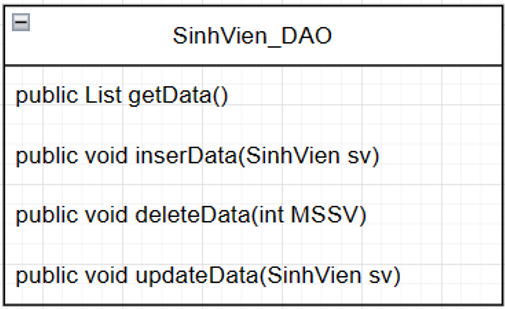 SinhVien_DAO
public List getData()
public void inserData(SinhVien sv)
public void deleteData(int MSSV)
public void updateData(SinhVien sv)